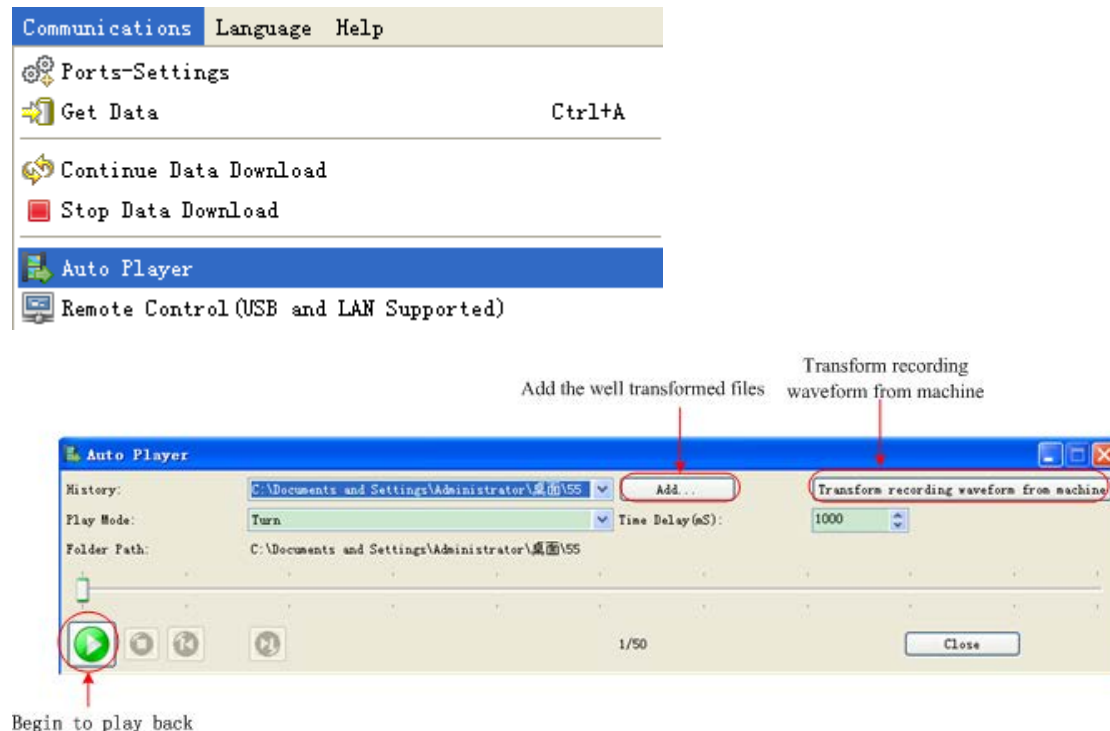 Communications Language Help
Ports-Settings
Get Data Ctrl+A
Continue Data Download
Stop Data Download
Auto Player
Remote Control(USB and LAN Supported)
Transform recording
Add the well transformed files waveform from machine
Auto Player
History: C:\Documents and Settings\Administrator\桌面\55 Add... Transform recording waveform from machine
Play Mode: Turn Time Delay(mS): 1000
Folder Path: C:\Documents and Settings\Administrator\桌面\55
1/50 Close
Begin to play back